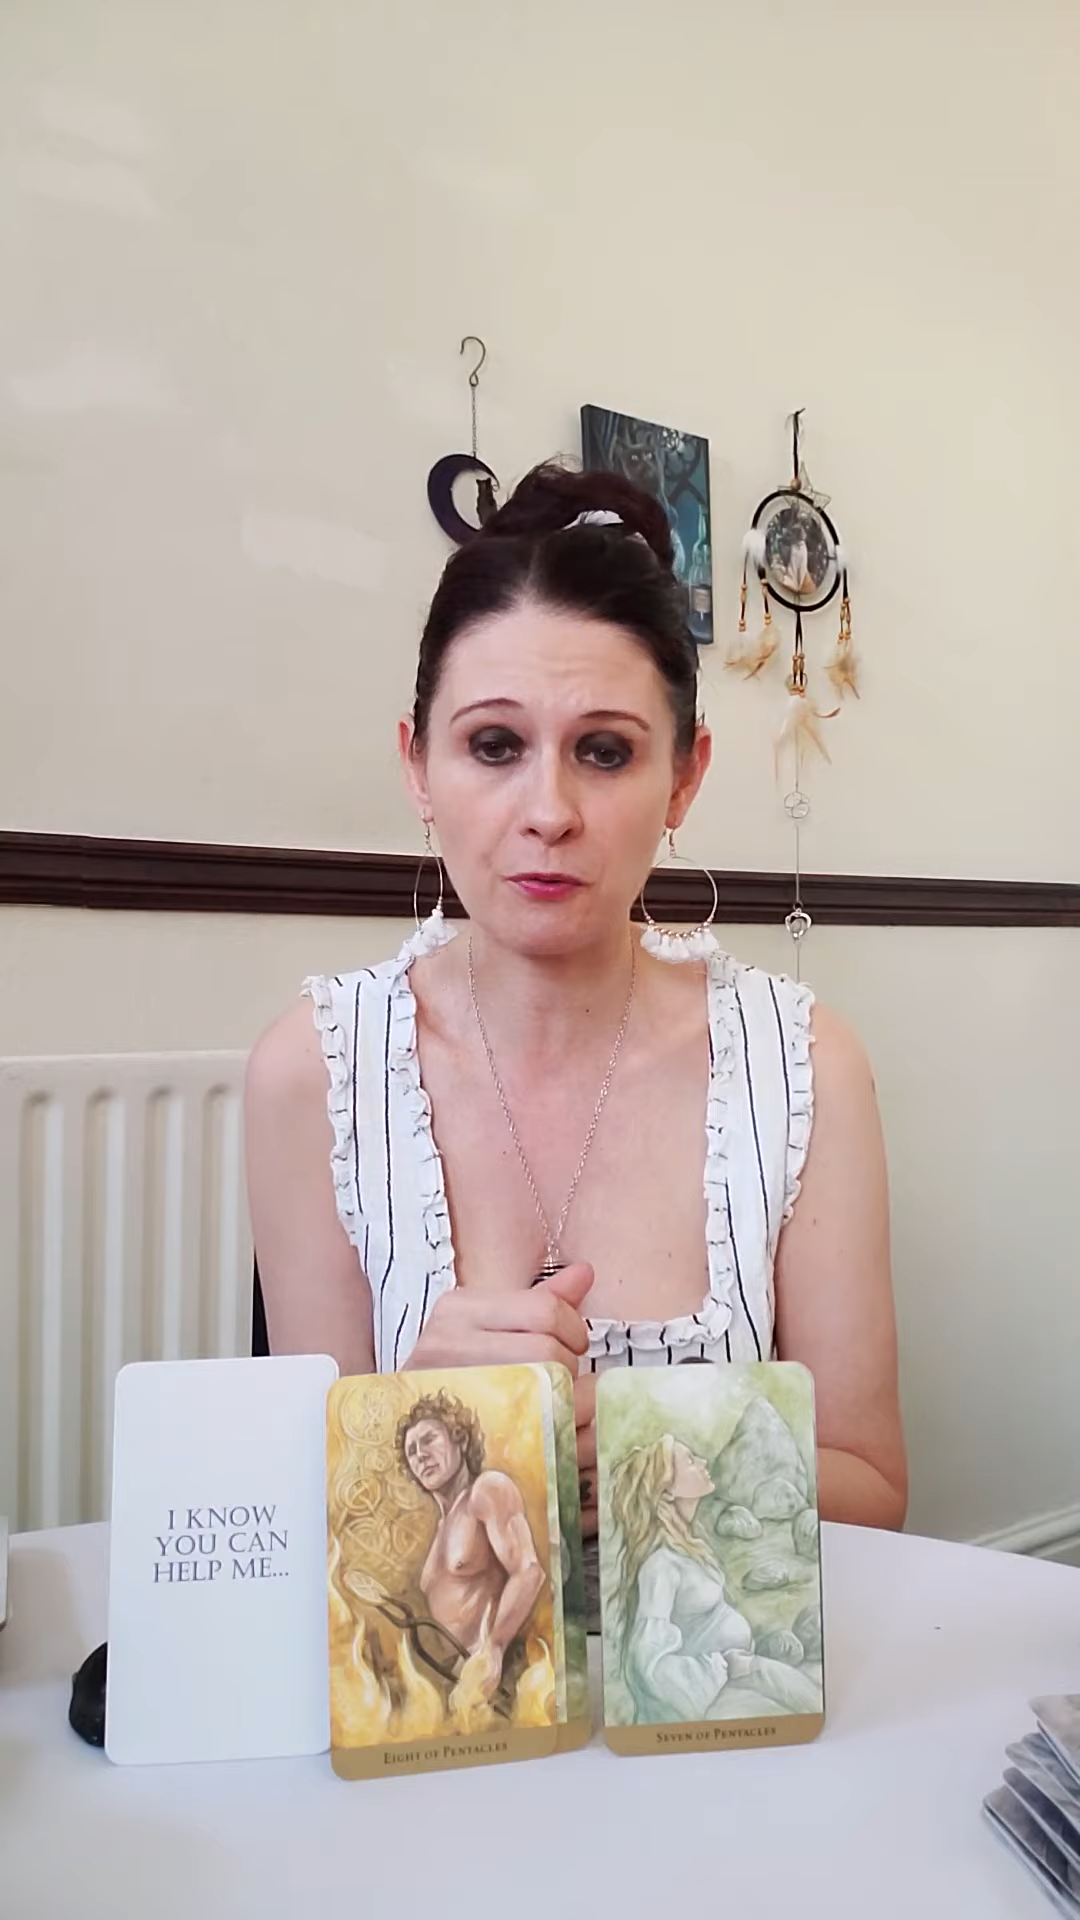 I KNOW
YOU CAN
HELP ME...
EIGHT OF PENTACLES
SEVEN OF PENTACLES